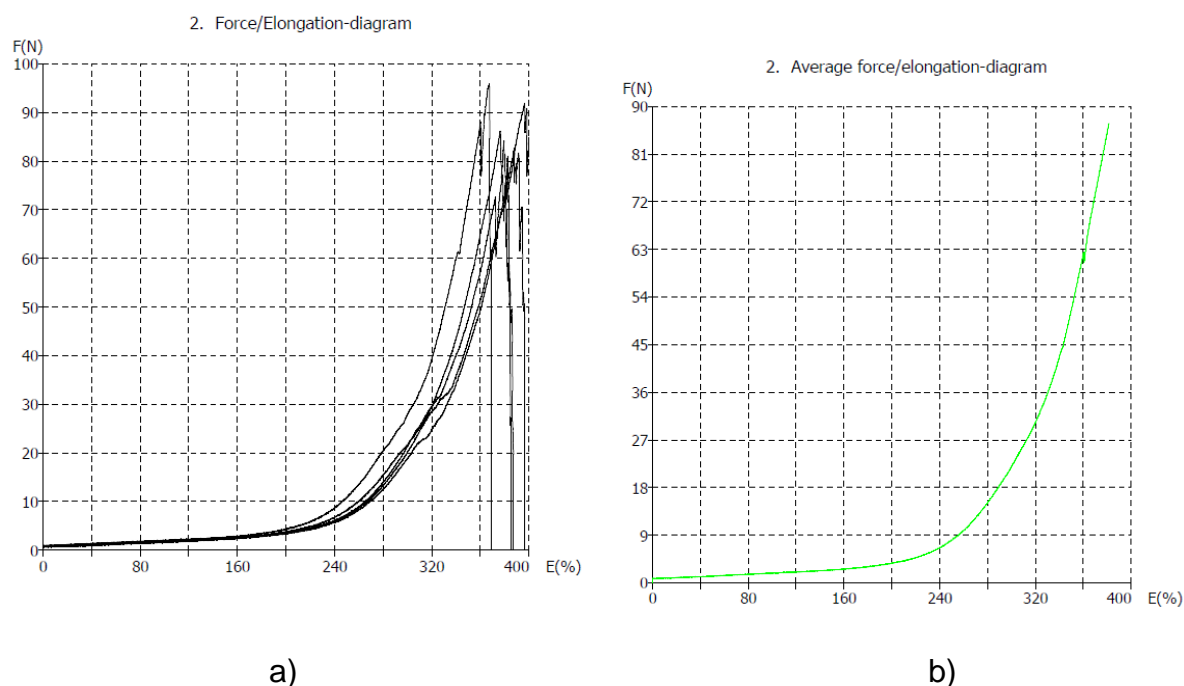 2. Force/Elongation-diagram
F(N)
100
90
80
70
60
50
40
30
20
10
0
0 80 160 240 320 400 E(%)
a)
2. Average force/elongation-diagram
F(N)
90
81
72
63
54
45
36
27
18
9
0
0 80 160 240 320 400 E(%)
b)